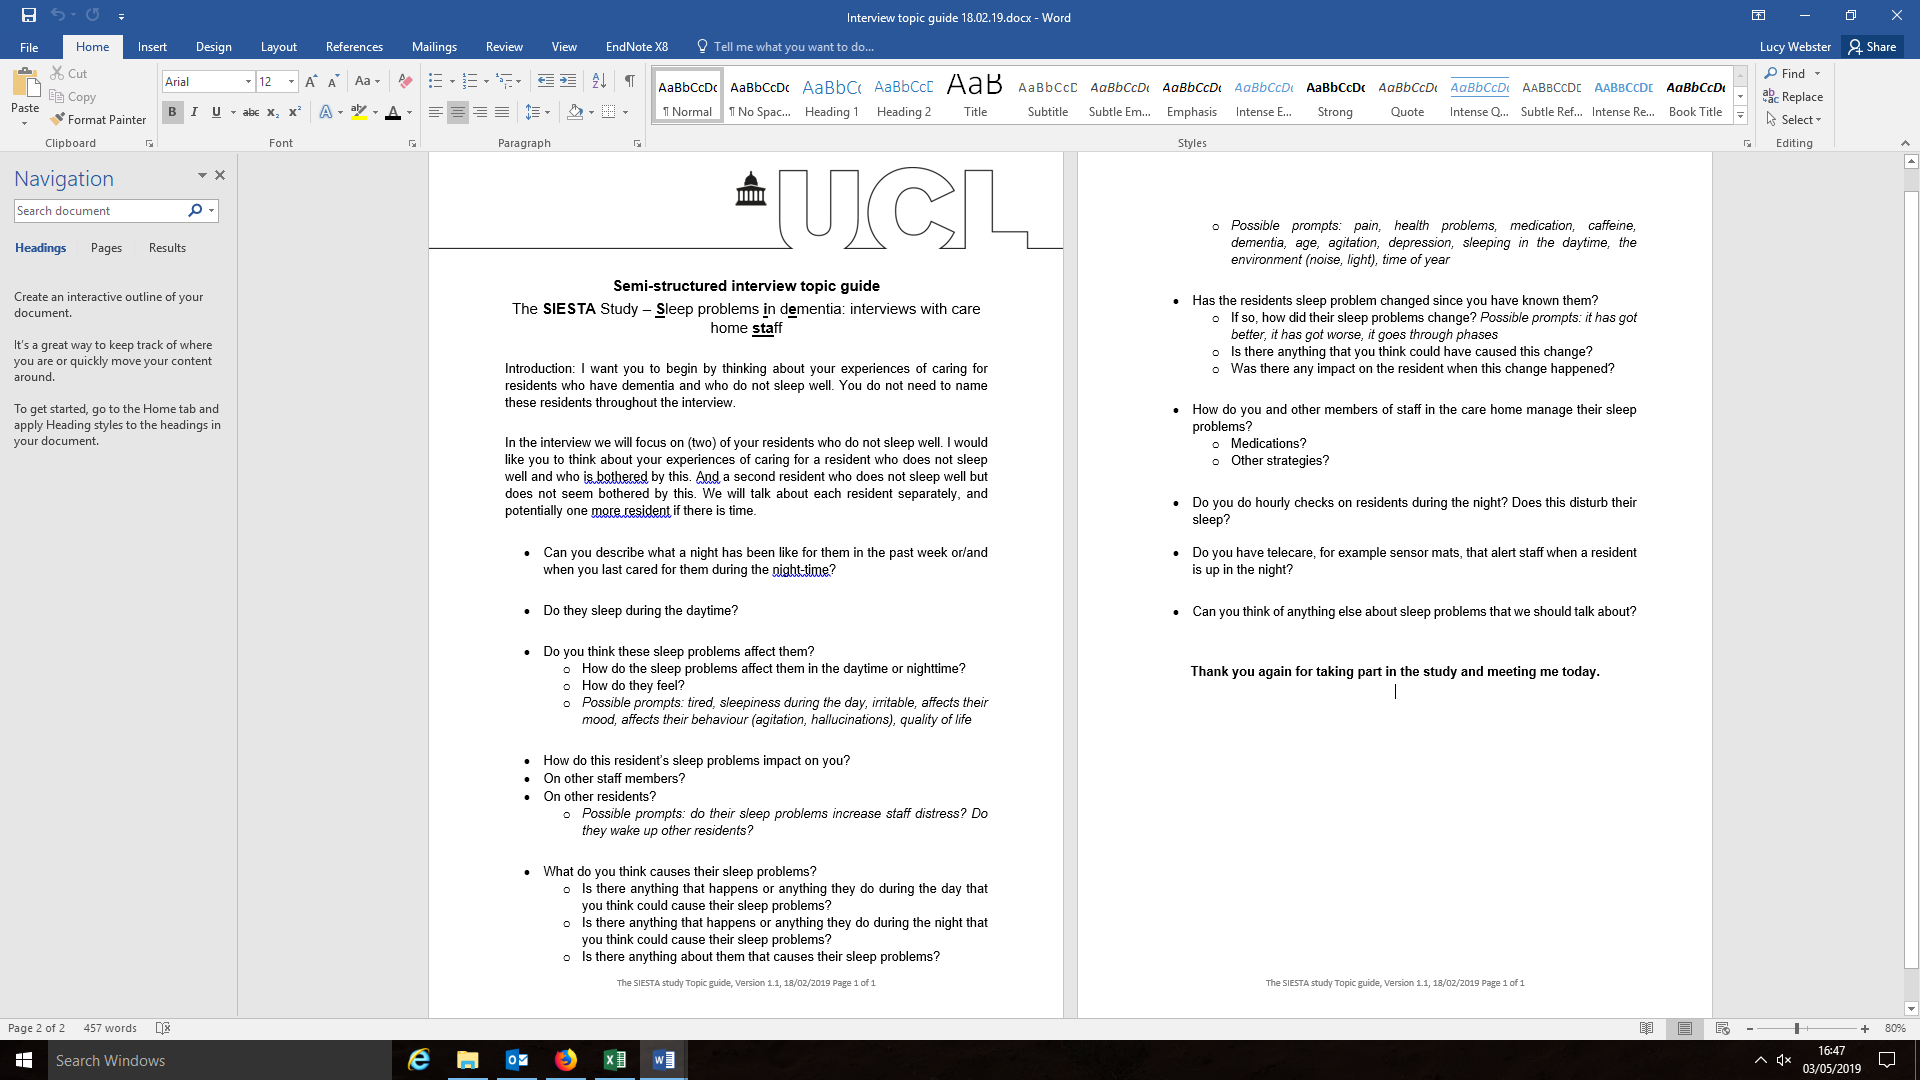 Interview topic guide 18.02.19.docx - Word
File Home Insert Design Layout References Mailings Review View EndNote X8 Tell me what you want to do... Lucy Webster Share
Paste Cut Copy Format Painter
Clipboard
Arial 12
Aa
B I U abc x₂ x² A A
Font
Paragraph
AaBbCcDc AaBbCcDc AaBbCc AaBbCcD AaB AaBbCcD AaBbCcDc AaBbCcDc AaBbCcDc AaBbCcDc AaBbCcDc AaBbCcDc AABBCCDD AABBCCDD AaBbCcDc
¶ Normal ¶ No Spac... Heading 1 Heading 2 Title Subtitle Subtle Em... Emphasis Intense E... Strong Quote Intense Q... Subtle Ref... Intense Re... Book Title
Styles
Find
Replace
Select
Editing
Navigation
Search document
Headings Pages Results
Create an interactive outline of your
document.
It's a great way to keep track of where
you are or quickly move your content
around.
To get started, go to the Home tab and
apply Heading styles to the headings in
your document.
UCL
Semi-structured interview topic guide
The SIESTA Study – Sleep problems in dementia: interviews with care
home staff
Introduction: I want you to begin by thinking about your experiences of caring for
residents who have dementia and who do not sleep well. You do not need to name
these residents throughout the interview.
In the interview we will focus on (two) of your residents who do not sleep well. I would
like you to think about your experiences of caring for a resident who does not sleep
well and who is bothered by this. And a second resident who does not sleep well but
does not seem bothered by this. We will talk about each resident separately, and
potentially one more resident if there is time.
• Can you describe what a night has been like for them in the past week or/and
when you last cared for them during the night-time?
• Do they sleep during the daytime?
• Do you think these sleep problems affect them?
o How do the sleep problems affect them in the daytime or nighttime?
o How do they feel?
o Possible prompts: tired, sleepiness during the day, irritable, affects their
mood, affects their behaviour (agitation, hallucinations), quality of life
• How do this resident's sleep problems impact on you?
• On other staff members?
• On other residents?
o Possible prompts: do their sleep problems increase staff distress? Do
they wake up other residents?
• What do you think causes their sleep problems?
o Is there anything that happens or anything they do during the day that
you think could cause their sleep problems?
o Is there anything that happens or anything they do during the night that
you think could cause their sleep problems?
o Is there anything about them that causes their sleep problems?
The SIESTA study Topic guide, Version 1.1, 18/02/2019 Page 1 of 1
o Possible prompts: pain, health problems, medication, caffeine,
dementia, age, agitation, depression, sleeping in the daytime, the
environment (noise, light), time of year
• Has the residents sleep problem changed since you have known them?
o If so, how did their sleep problems change? Possible prompts: it has got
better, it has got worse, it goes through phases
o Is there anything that you think could have caused this change?
o Was there any impact on the resident when this change happened?
• How do you and other members of staff in the care home manage their sleep
problems?
o Medications?
o Other strategies?
• Do you do hourly checks on residents during the night? Does this disturb their
sleep?
• Do you have telecare, for example sensor mats, that alert staff when a resident
is up in the night?
• Can you think of anything else about sleep problems that we should talk about?
Thank you again for taking part in the study and meeting me today.
The SIESTA study Topic guide, Version 1.1, 18/02/2019 Page 1 of 1
Page 2 of 2 457 words 80%
Search Windows
16:47
03/05/2019